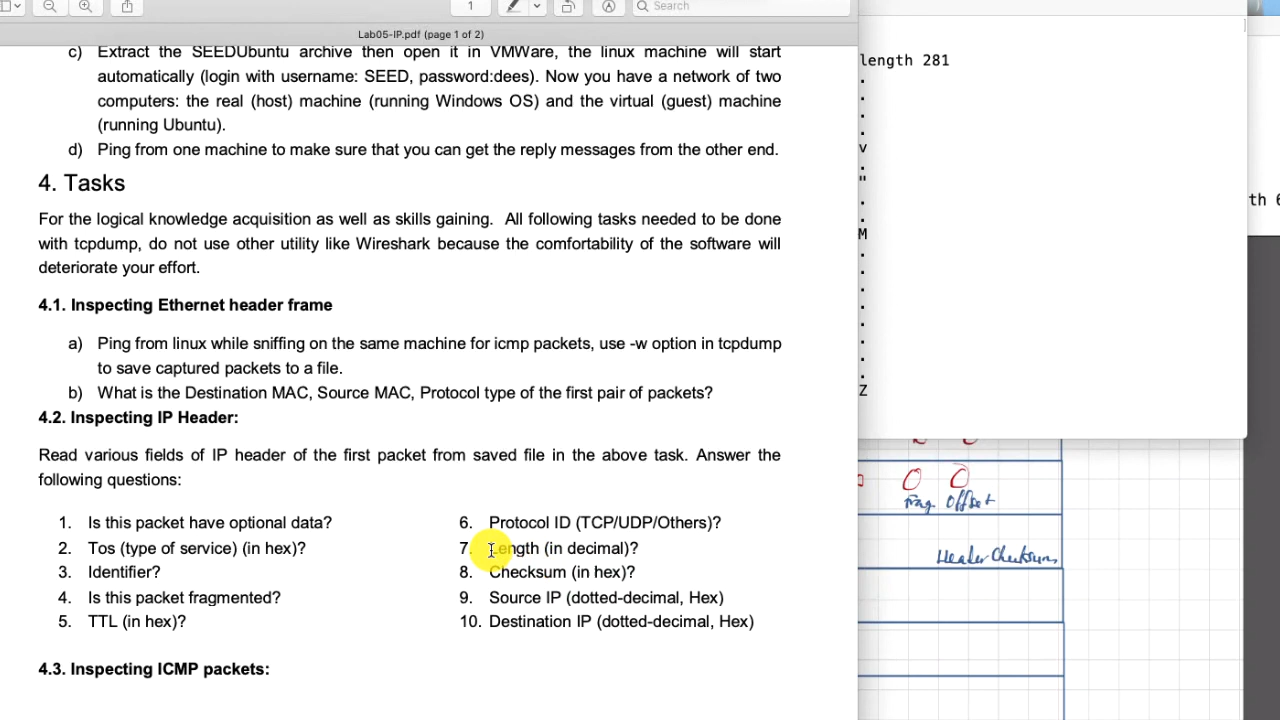 1
Search
Lab05-IP.pdf (page 1 of 2)
c) Extract the SEEDUbuntu archive then open it in VMWare, the linux machine will start
automatically (login with username: SEED, password:dees). Now you have a network of two
computers: the real (host) machine (running Windows OS) and the virtual (guest) machine
(running Ubuntu).
d) Ping from one machine to make sure that you can get the reply messages from the other end.
4. Tasks
For the logical knowledge acquisition as well as skills gaining. All following tasks needed to be done
with tcpdump, do not use other utility like Wireshark because the comfortability of the software will
deteriorate your effort.
4.1. Inspecting Ethernet header frame
a) Ping from linux while sniffing on the same machine for icmp packets, use -w option in tcpdump
to save captured packets to a file.
b) What is the Destination MAC, Source MAC, Protocol type of the first pair of packets?
4.2. Inspecting IP Header:
Read various fields of IP header of the first packet from saved file in the above task. Answer the
following questions:
1. Is this packet have optional data?
2. Tos (type of service) (in hex)?
3. Identifier?
4. Is this packet fragmented?
5. TTL (in hex)?
6. Protocol ID (TCP/UDP/Others)?
7. Length (in decimal)?
8. Checksum (in hex)?
9. Source IP (dotted-decimal, Hex)
10. Destination IP (dotted-decimal, Hex)
4.3. Inspecting ICMP packets:
length 281
.
.
.
.
v
.
"
.
.
M
.
.
.
.
.
.
.
.
Z
th 6
0 0
Frag. Offset
Header Checksum